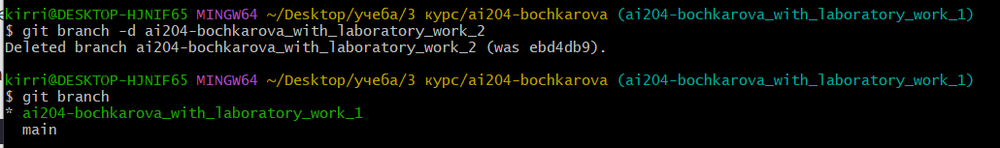 kirri@DESKTOP-HJNIF65 MINGW64 ~/Desktop/учеба/3 курс/ai204-bochkarova (ai204-bochkarova_with_laboratory_work_1)
$ git branch -d ai204-bochkarova_with_laboratory_work_2
Deleted branch ai204-bochkarova_with_laboratory_work_2 (was ebd4db9).
kirri@DESKTOP-HJNIF65 MINGW64 ~/Desktop/учеба/3 курс/ai204-bochkarova (ai204-bochkarova_with_laboratory_work_1)
$ git branch
* ai204-bochkarova_with_laboratory_work_1
main